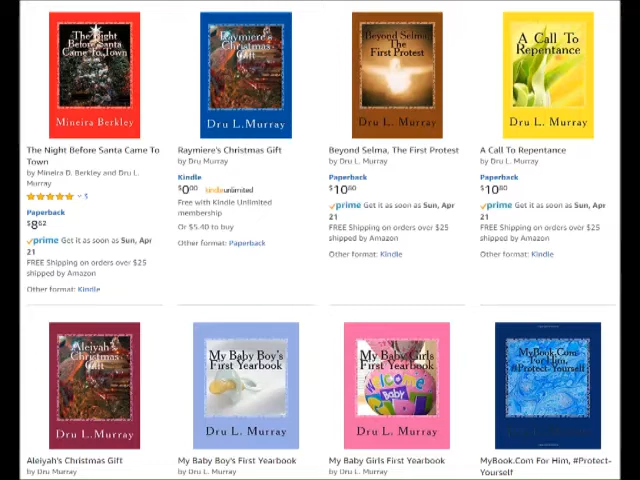 The Night
Before Santa
Came To Town
Mineira Berkley
Raymiere's
Christmas
Gift
Dru L.Murray
Beyond Selma,
The
First Protest
Dru L. Murray
A Call To
Repentance
Dru L. Murray
The Night Before Santa Came To
Town
by Mineira D. Berkley and Dru L.
Murray
3
Paperback
$8 62
prime Get it as soon as Sun, Apr
21
FREE Shipping on orders over $25
shipped by Amazon
Other format: Kindle
Raymiere's Christmas Gift
by Dru Murray
Kindle
$0 00 kindleunlimited
Free with Kindle Unlimited
membership
Or $5.40 to buy
Other format: Paperback
Beyond Selma, The First Protest
by Dru L. Murray
Paperback
$10 80
prime Get it as soon as Sun, Apr
21
FREE Shipping on orders over $25
shipped by Amazon
Other format: Kindle
A Call To Repentance
by Dru L. Murray
Paperback
$10 80
prime Get it as soon as Sun, Apr
21
FREE Shipping on orders over $25
shipped by Amazon
Other format: Kindle
Aleiyah's
Christmas
Gift
Dru L.Murray
My Baby Boy's
First Yearbook
Dru L. Murray
My Baby Girls
First Yearbook
WELCOME
Baby
Dru L. Murray
MyBook.Com
For Him,
#Protect-Yourself
Dru L. Murray
Aleiyah's Christmas Gift
by Dru Murray
My Baby Boy's First Yearbook
by Dru L. Murray
My Baby Girls First Yearbook
by Dru L. Murray
MyBook.Com For Him, #Protect-
Yourself